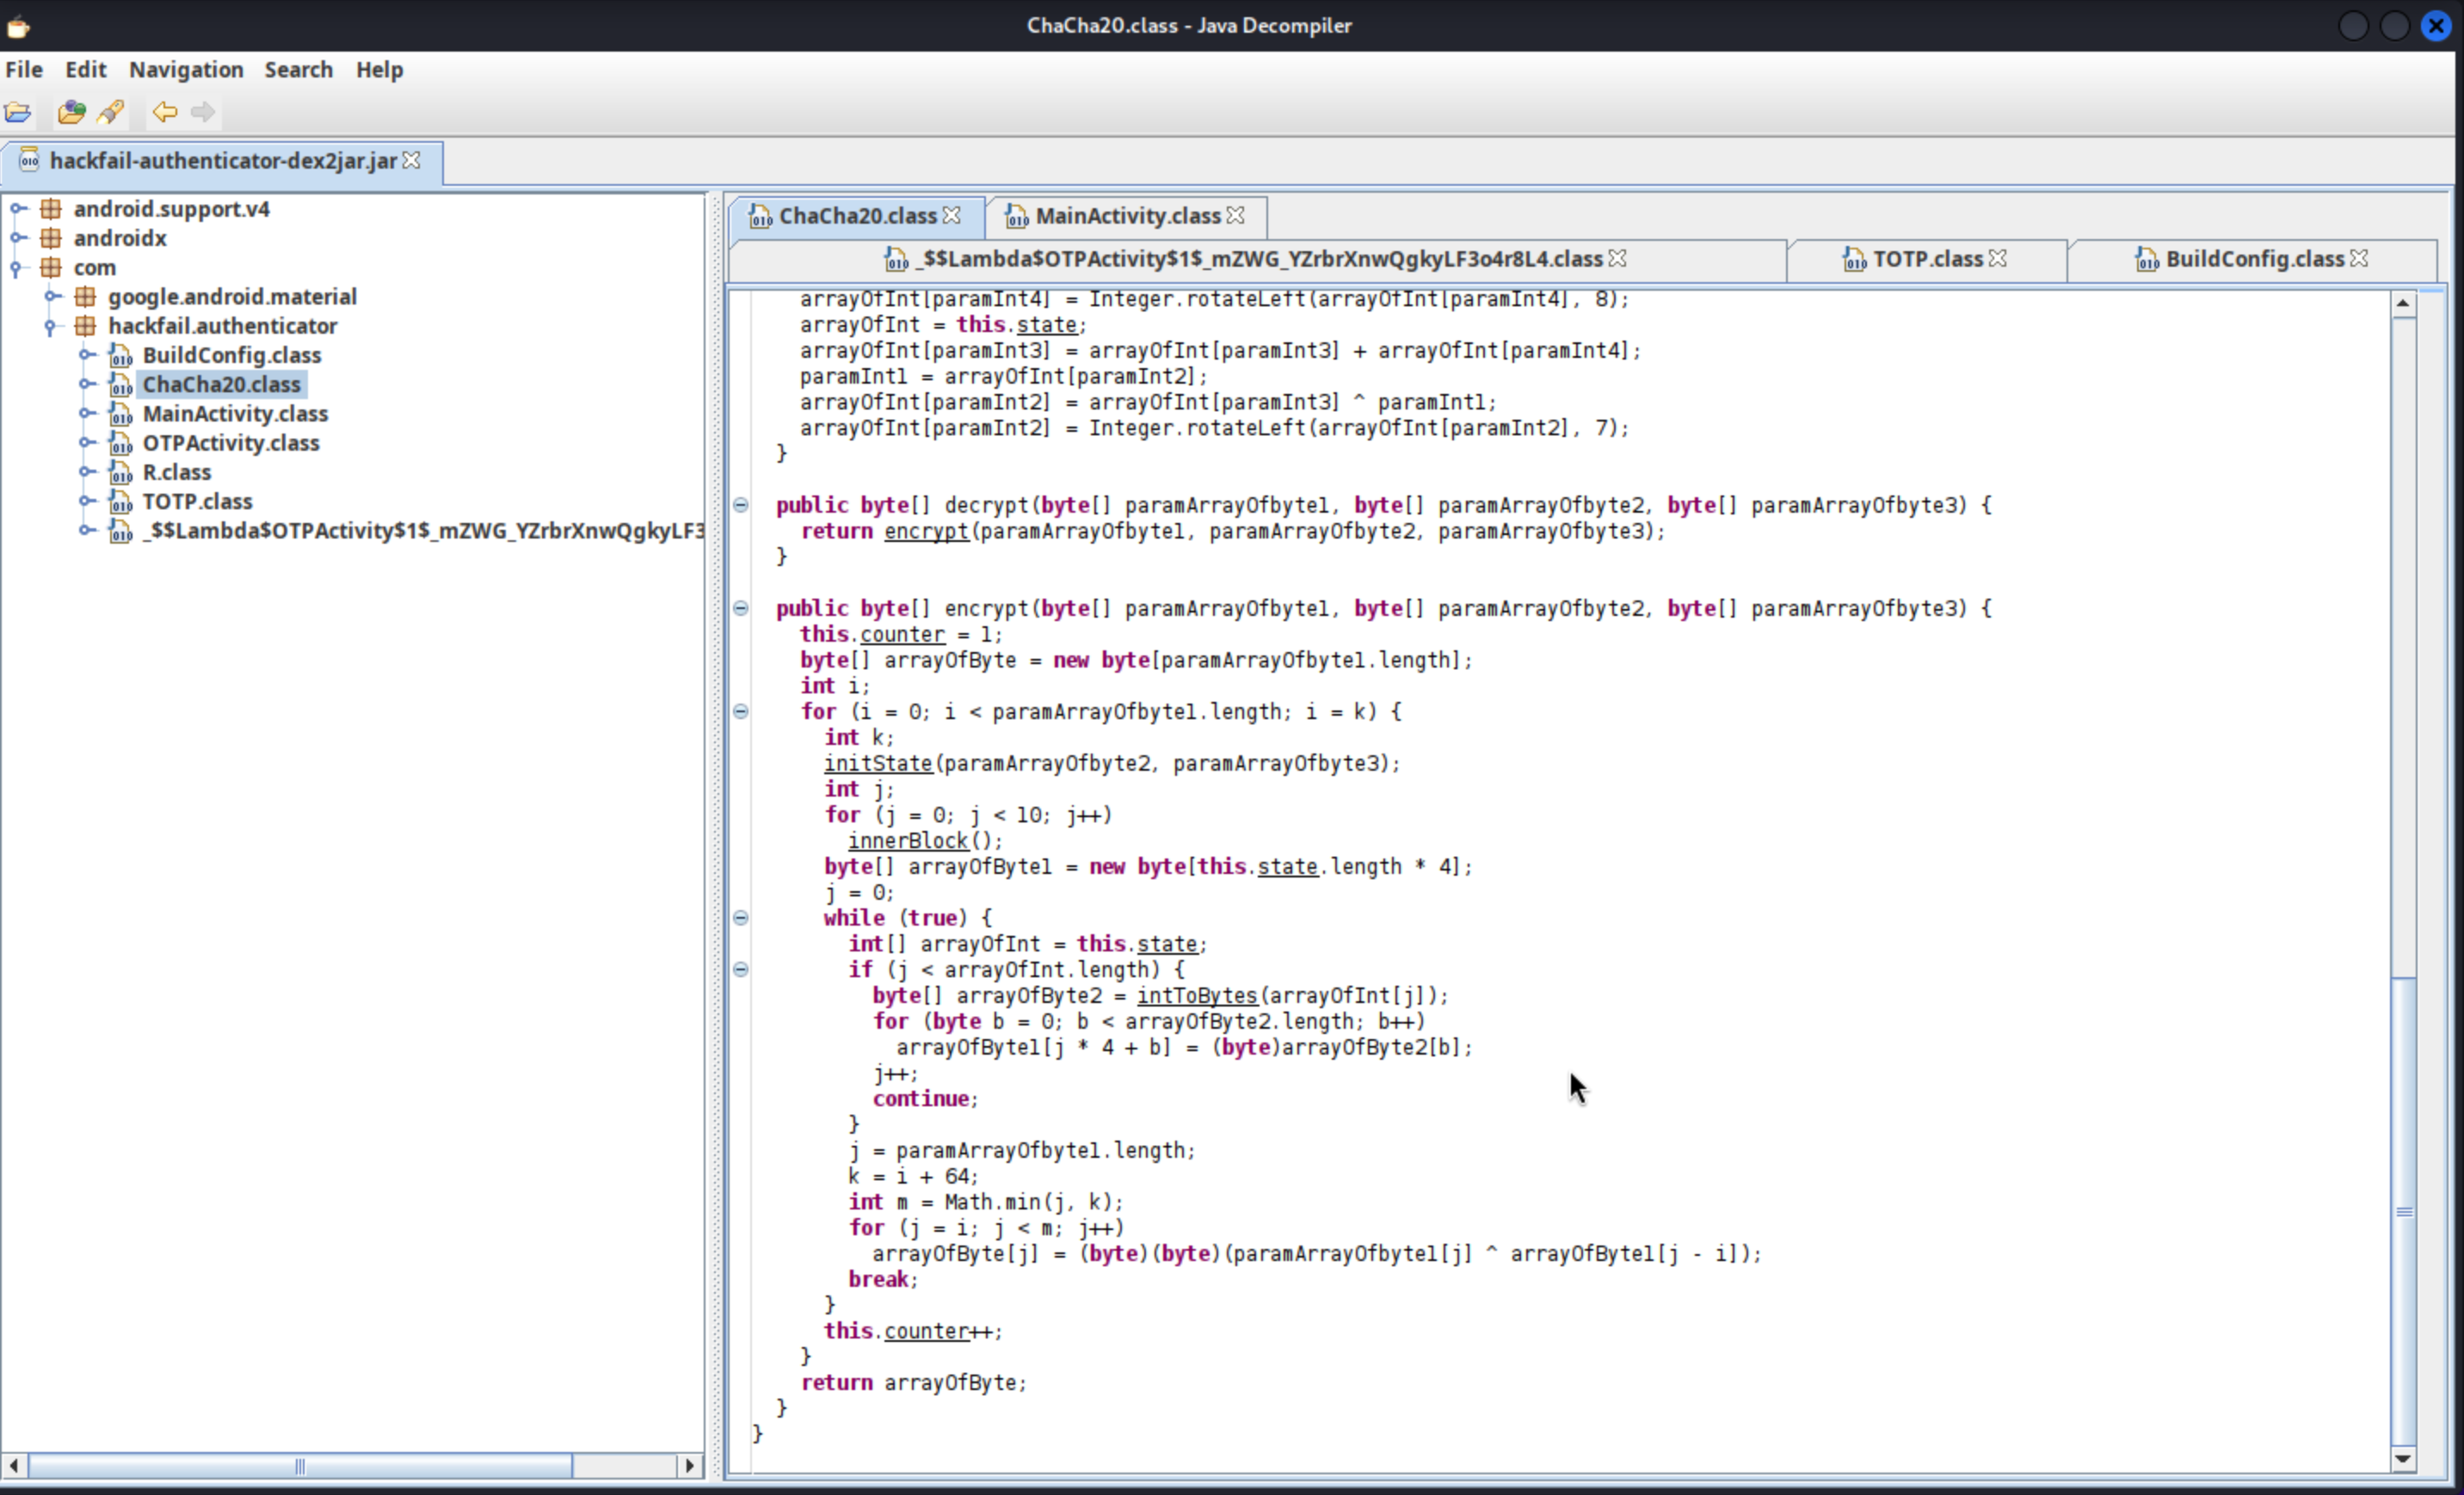 ChaCha20.class - Java Decompiler
File Edit Navigation Search Help
hackfail-authenticator-dex2jar.jar
android.support.v4
androidx
com
google.android.material
hackfail.authenticator
BuildConfig.class
ChaCha20.class
MainActivity.class
OTPActivity.class
R.class
TOTP.class
_$$Lambda$OTPActivity$1$_mZWG_YZrbrXnwQgkyLF3
ChaCha20.class MainActivity.class
_$$Lambda$OTPActivity$1$_mZWG_YZrbrXnwQgkyLF3o4r8L4.class TOTP.class BuildConfig.class
arrayOfInt[paramInt4] = Integer.rotateLeft(arrayOfInt[paramInt4], 8);
arrayOfInt = this.state;
arrayOfInt[paramInt3] = arrayOfInt[paramInt3] + arrayOfInt[paramInt4];
paramInt1 = arrayOfInt[paramInt2];
arrayOfInt[paramInt2] = arrayOfInt[paramInt3] ^ paramInt1;
arrayOfInt[paramInt2] = Integer.rotateLeft(arrayOfInt[paramInt2], 7);
}
public byte[] decrypt(byte[] paramArrayOfbyte1, byte[] paramArrayOfbyte2, byte[] paramArrayOfbyte3) {
return encrypt(paramArrayOfbyte1, paramArrayOfbyte2, paramArrayOfbyte3);
}
public byte[] encrypt(byte[] paramArrayOfbyte1, byte[] paramArrayOfbyte2, byte[] paramArrayOfbyte3) {
this.counter = 1;
byte[] arrayOfByte = new byte[paramArrayOfbyte1.length];
int i;
for (i = 0; i < paramArrayOfbyte1.length; i = k) {
int k;
initState(paramArrayOfbyte2, paramArrayOfbyte3);
int j;
for (j = 0; j < 10; j++)
innerBlock();
byte[] arrayOfByte1 = new byte[this.state.length * 4];
j = 0;
while (true) {
int[] arrayOfInt = this.state;
if (j < arrayOfInt.length) {
byte[] arrayOfByte2 = intToBytes(arrayOfInt[j]);
for (byte b = 0; b < arrayOfByte2.length; b++)
arrayOfByte1[j * 4 + b] = (byte)arrayOfByte2[b];
j++;
continue;
}
j = paramArrayOfbyte1.length;
k = i + 64;
int m = Math.min(j, k);
for (j = i; j < m; j++)
arrayOfByte[j] = (byte)(byte)(paramArrayOfbyte1[j] ^ arrayOfByte1[j - i]);
break;
}
this.counter++;
}
return arrayOfByte;
}
}